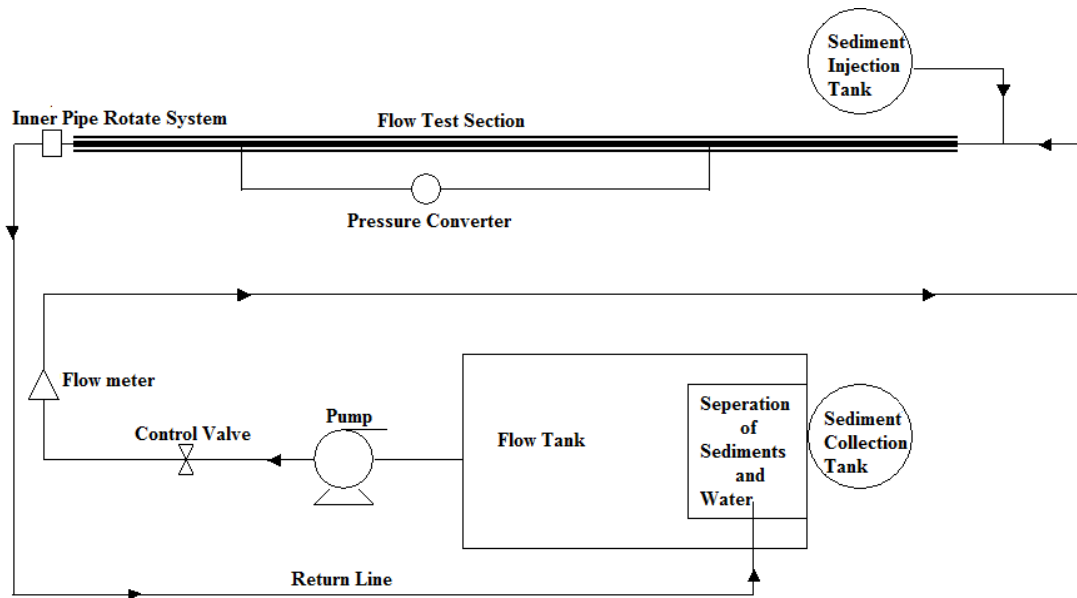 Sediment
Injection
Tank
Inner Pipe Rotate System
Flow Test Section
Pressure Converter
Flow meter
Control Valve
Pump
Flow Tank
Seperation
of
Sediments
and
Water
Sediment
Collection
Tank
Return Line